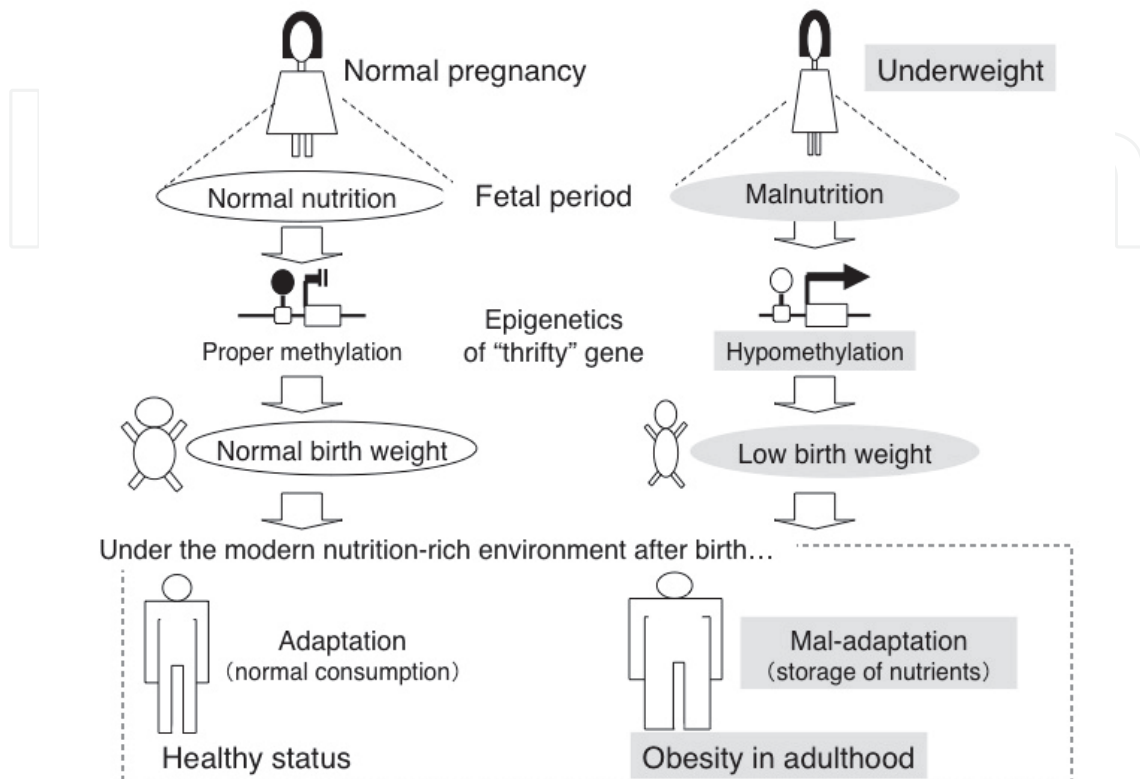 Normal pregnancy
Underweight
Normal nutrition
Fetal period
Malnutrition
Epigenetics
of “thrifty” gene
Proper methylation
Hypomethylation
Normal birth weight
Low birth weight
Under the modern nutrition-rich environment after birth…
Adaptation
(normal consumption)
Mal-adaptation
(storage of nutrients)
Healthy status
Obesity in adulthood